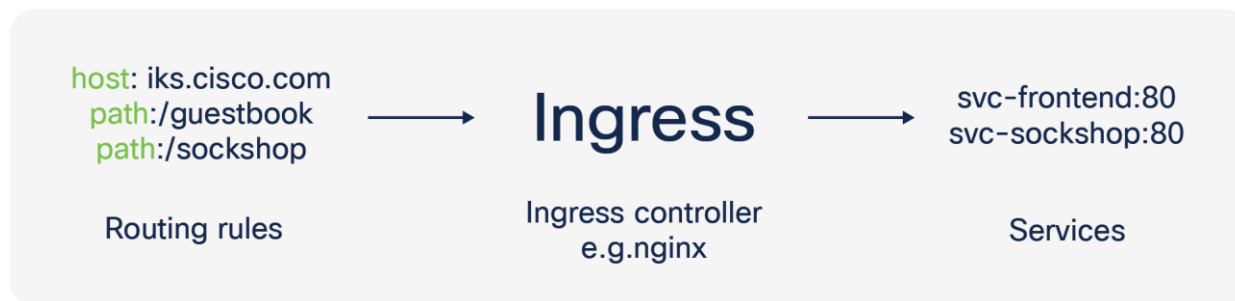 host: iks.cisco.com
path:/guestbook
path:/sockshop
Routing rules
Ingress
Ingress controller
e.g.nginx
svc-frontend:80
svc-sockshop:80
Services